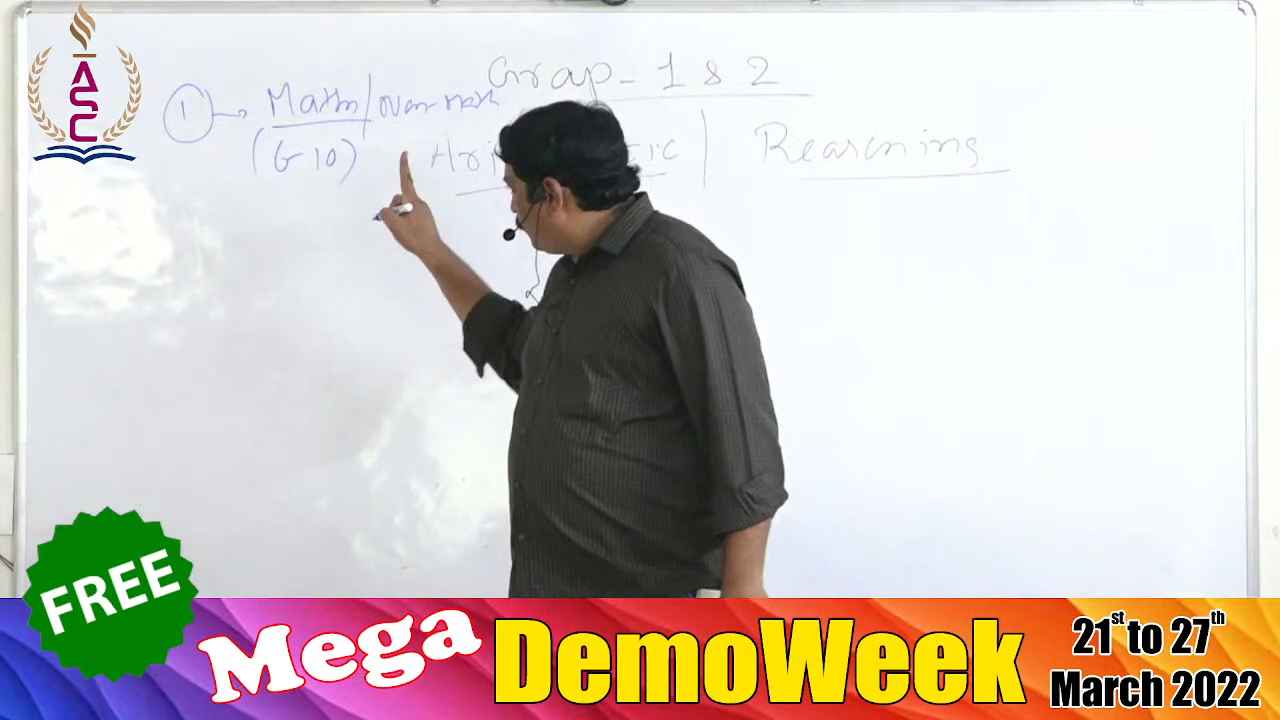 ASC
Grap - 1 & 2
① → Math / Non-math
(G-10)
Reasoning
FREE
Mega DemoWeek
21st to 27th
March 2022